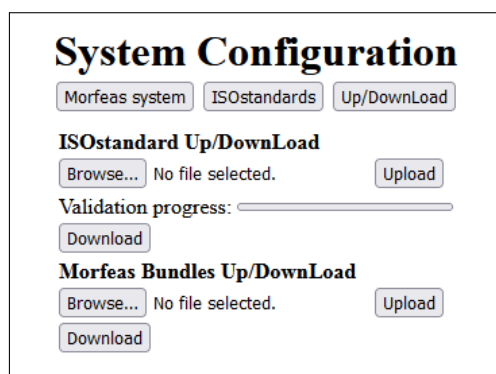 System Configuration
Morfeas system ISOstandards Up/DownLoad
ISOstandard Up/DownLoad
Browse... No file selected. Upload
Validation progress:
Download
Morfeas Bundles Up/DownLoad
Browse... No file selected. Upload
Download